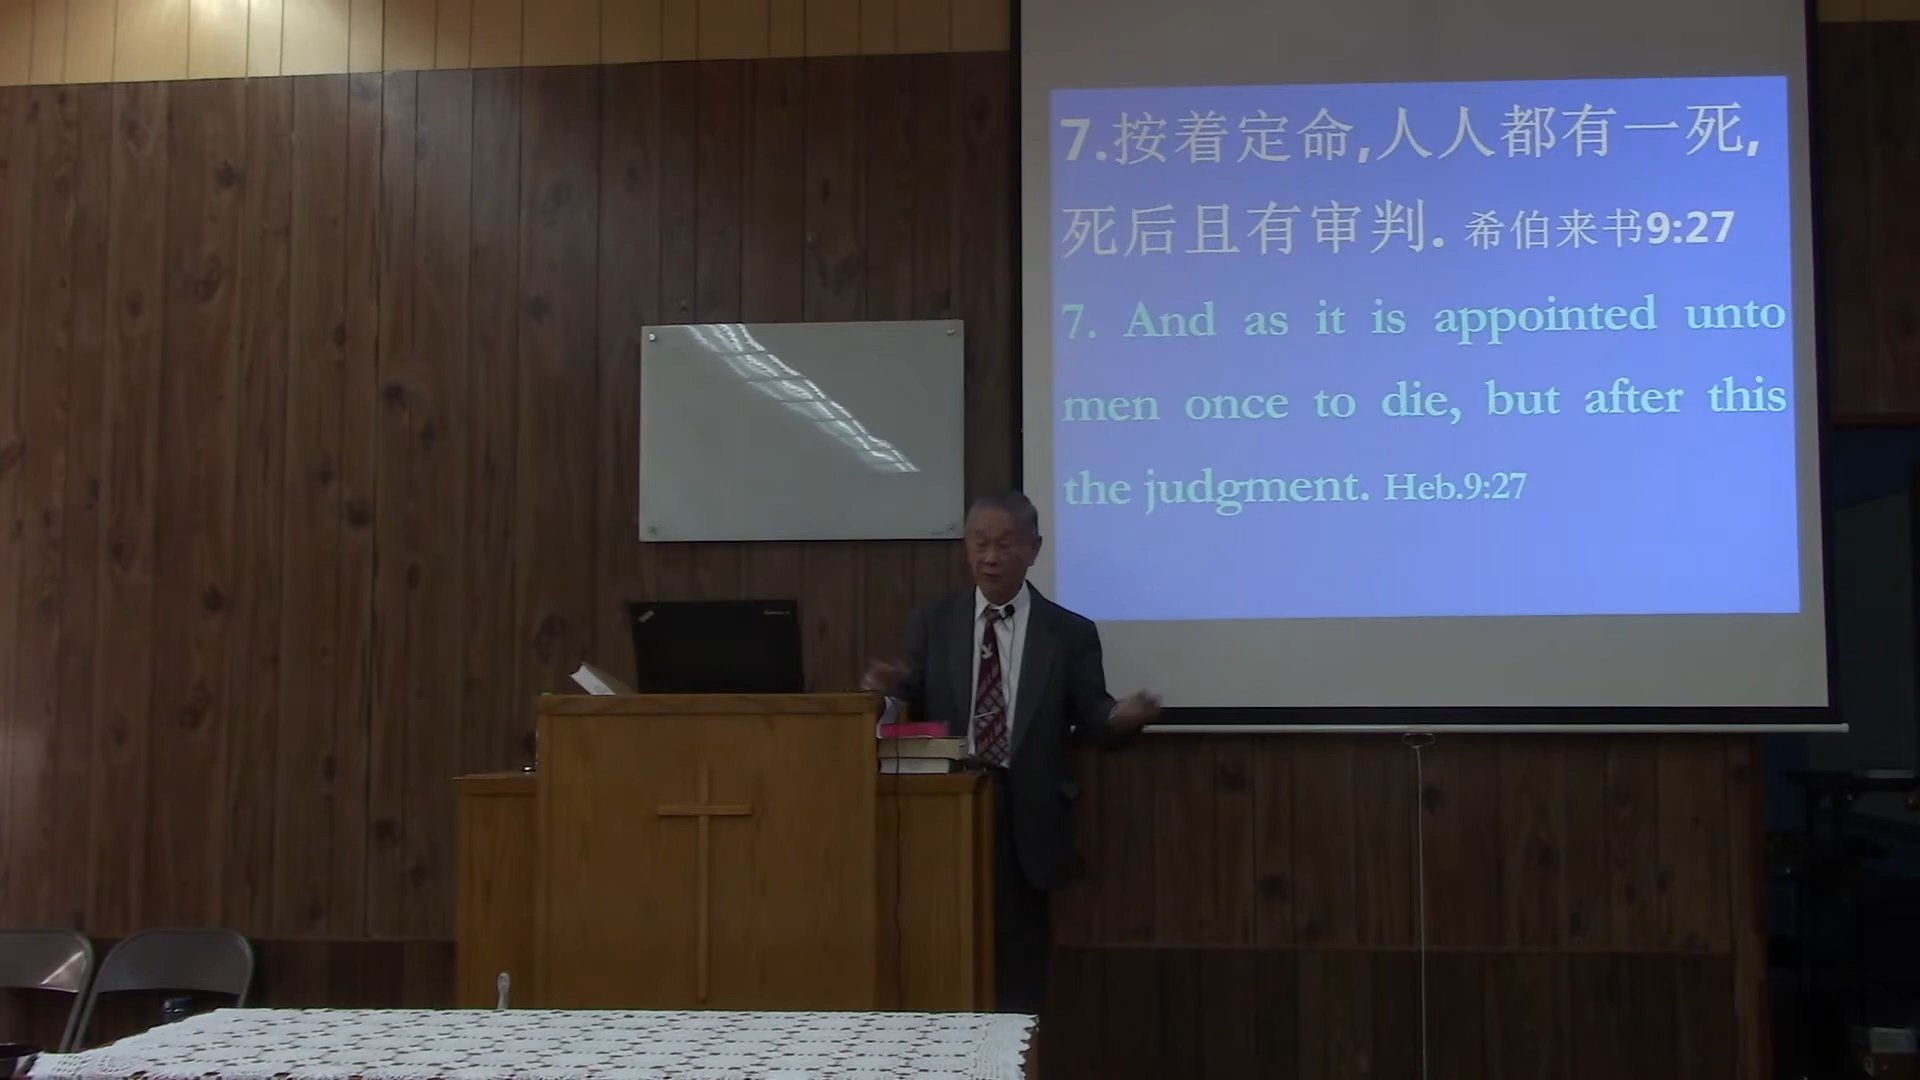 7.按着定命,人人都有一死,
死后且有审判. 希伯来书9:27
7. And as it is appointed unto
men once to die, but after this
the judgment. Heb.9:27